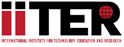 iiTER
INTERNATIONAL INSTITUTE FOR TECHNOLOGY, EDUCATION AND RESEARCH